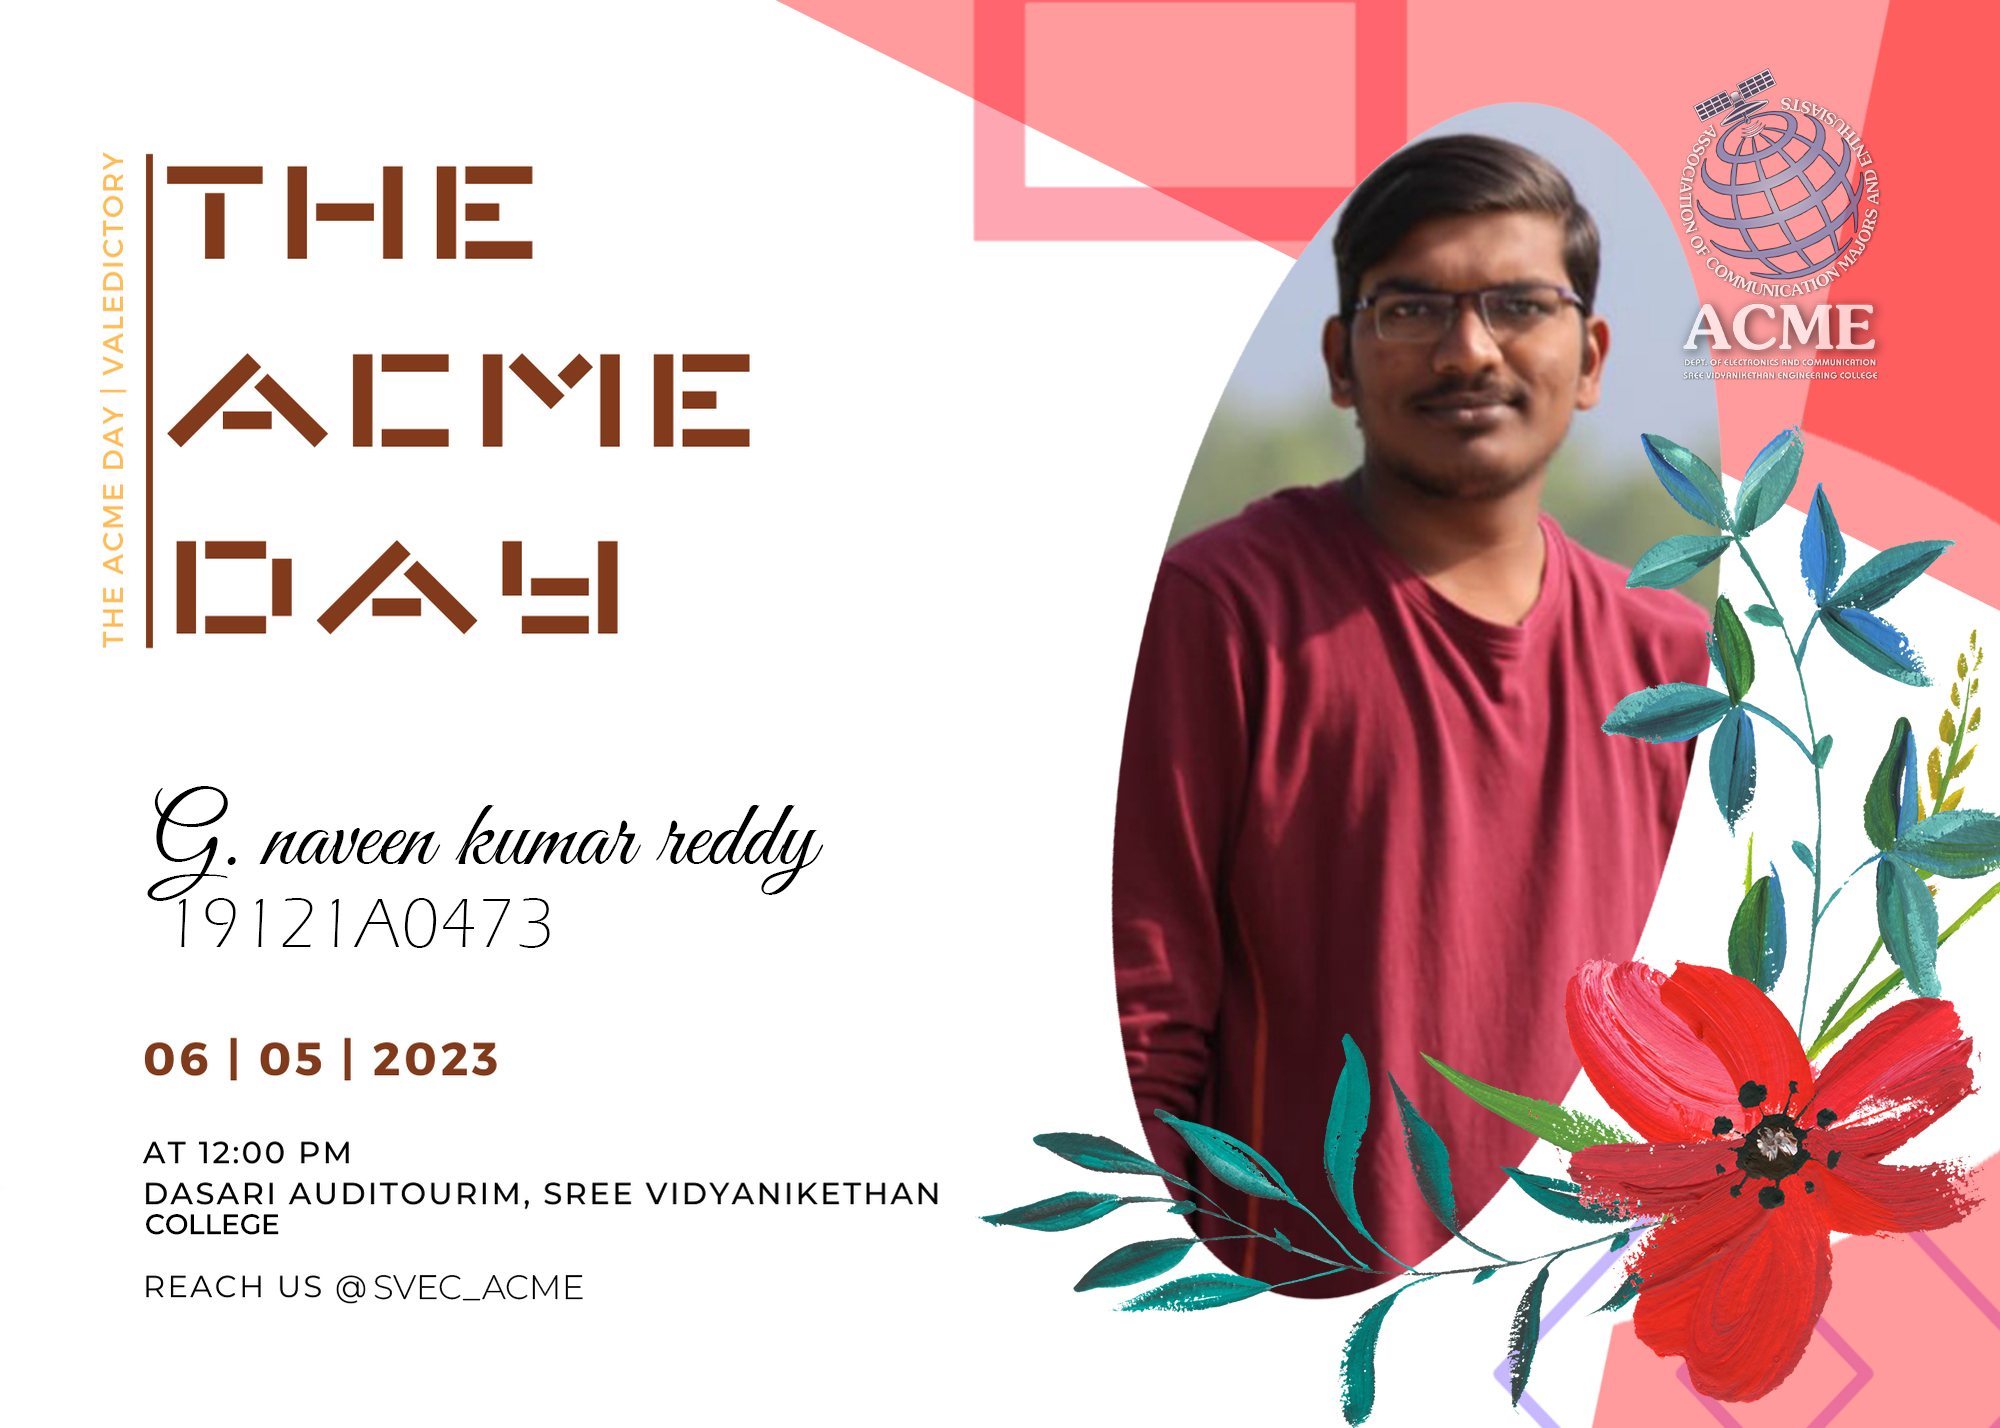 THE ACME DAY | VALEDICTORY
THE
ACME
DAY
G. naveen kumar reddy
19121A0473
06 | 05 | 2023
AT 12:00 PM
DASARI AUDITOURIM, SREE VIDYANIKETHAN
COLLEGE
REACH US @SVEC_ACME
ASSOCIATION OF COMMUNICATION MAJORS AND ENTHUSIASTS
ACME
DEPT. OF ELECTRONICS AND COMMUNICATION
SREE VIDYANIKETHAN ENGINEERING COLLEGE